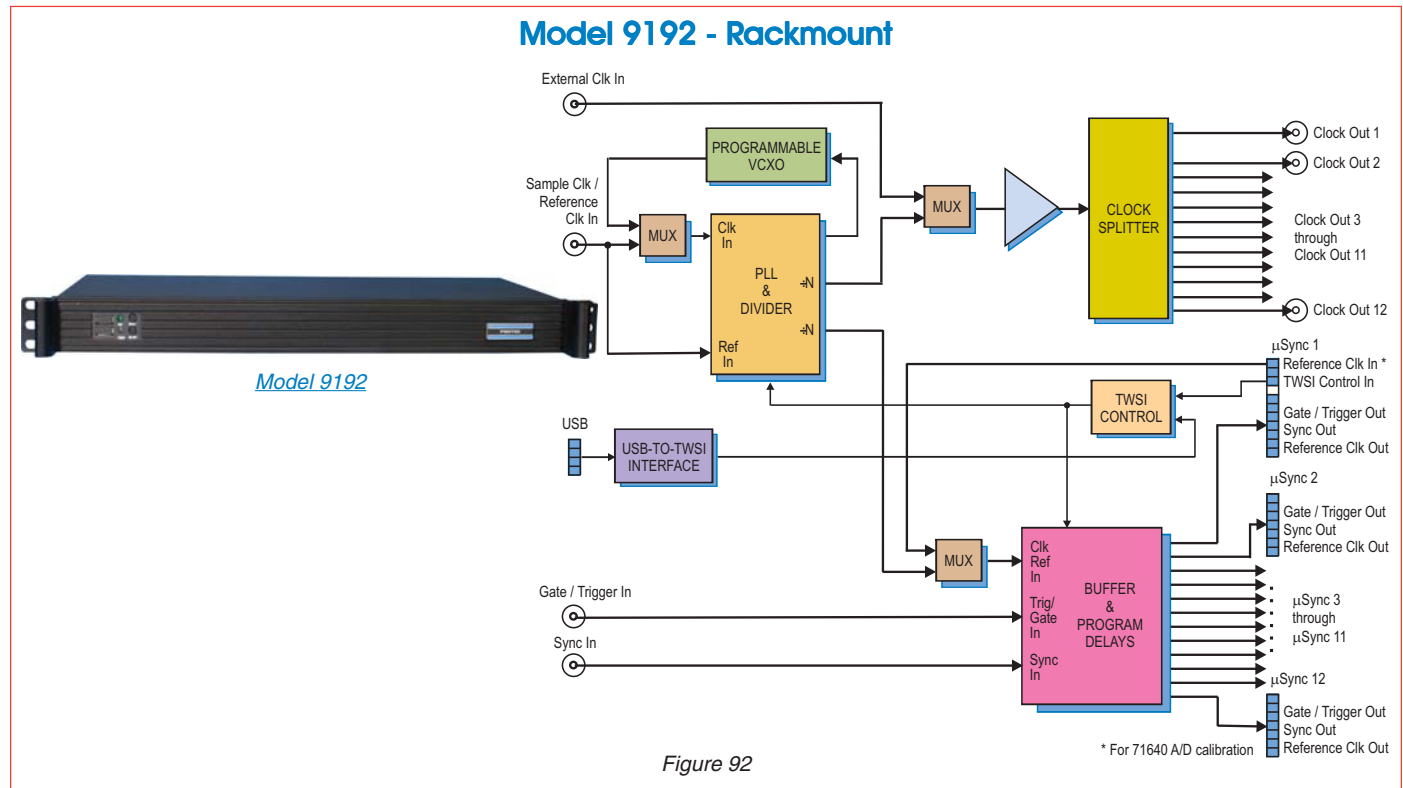 Model 9192 - Rackmount
External Clk In
PROGRAMMABLE
VCXO
Sample Clk /
Reference
Clk In
MUX
Clk
In
PLL
&
DIVIDER
÷N
÷N
Ref
In
MUX
CLOCK
SPLITTER
Clock Out 1
Clock Out 2
Clock Out 3
through
Clock Out 11
Clock Out 12
Model 9192
USB
USB-TO-TWSI
INTERFACE
TWSI
CONTROL
µSync 1
Reference Clk In *
TWSI Control In
Gate / Trigger Out
Sync Out
Reference Clk Out
µSync 2
Gate / Trigger Out
Sync Out
Reference Clk Out
MUX
Clk
Ref
In
Trig/
Gate
In
Sync
In
BUFFER
&
PROGRAM
DELAYS
Gate / Trigger In
Sync In
µSync 3
through
µSync 11
µSync 12
Gate / Trigger Out
Sync Out
Reference Clk Out
* For 71640 A/D calibration
Figure 92